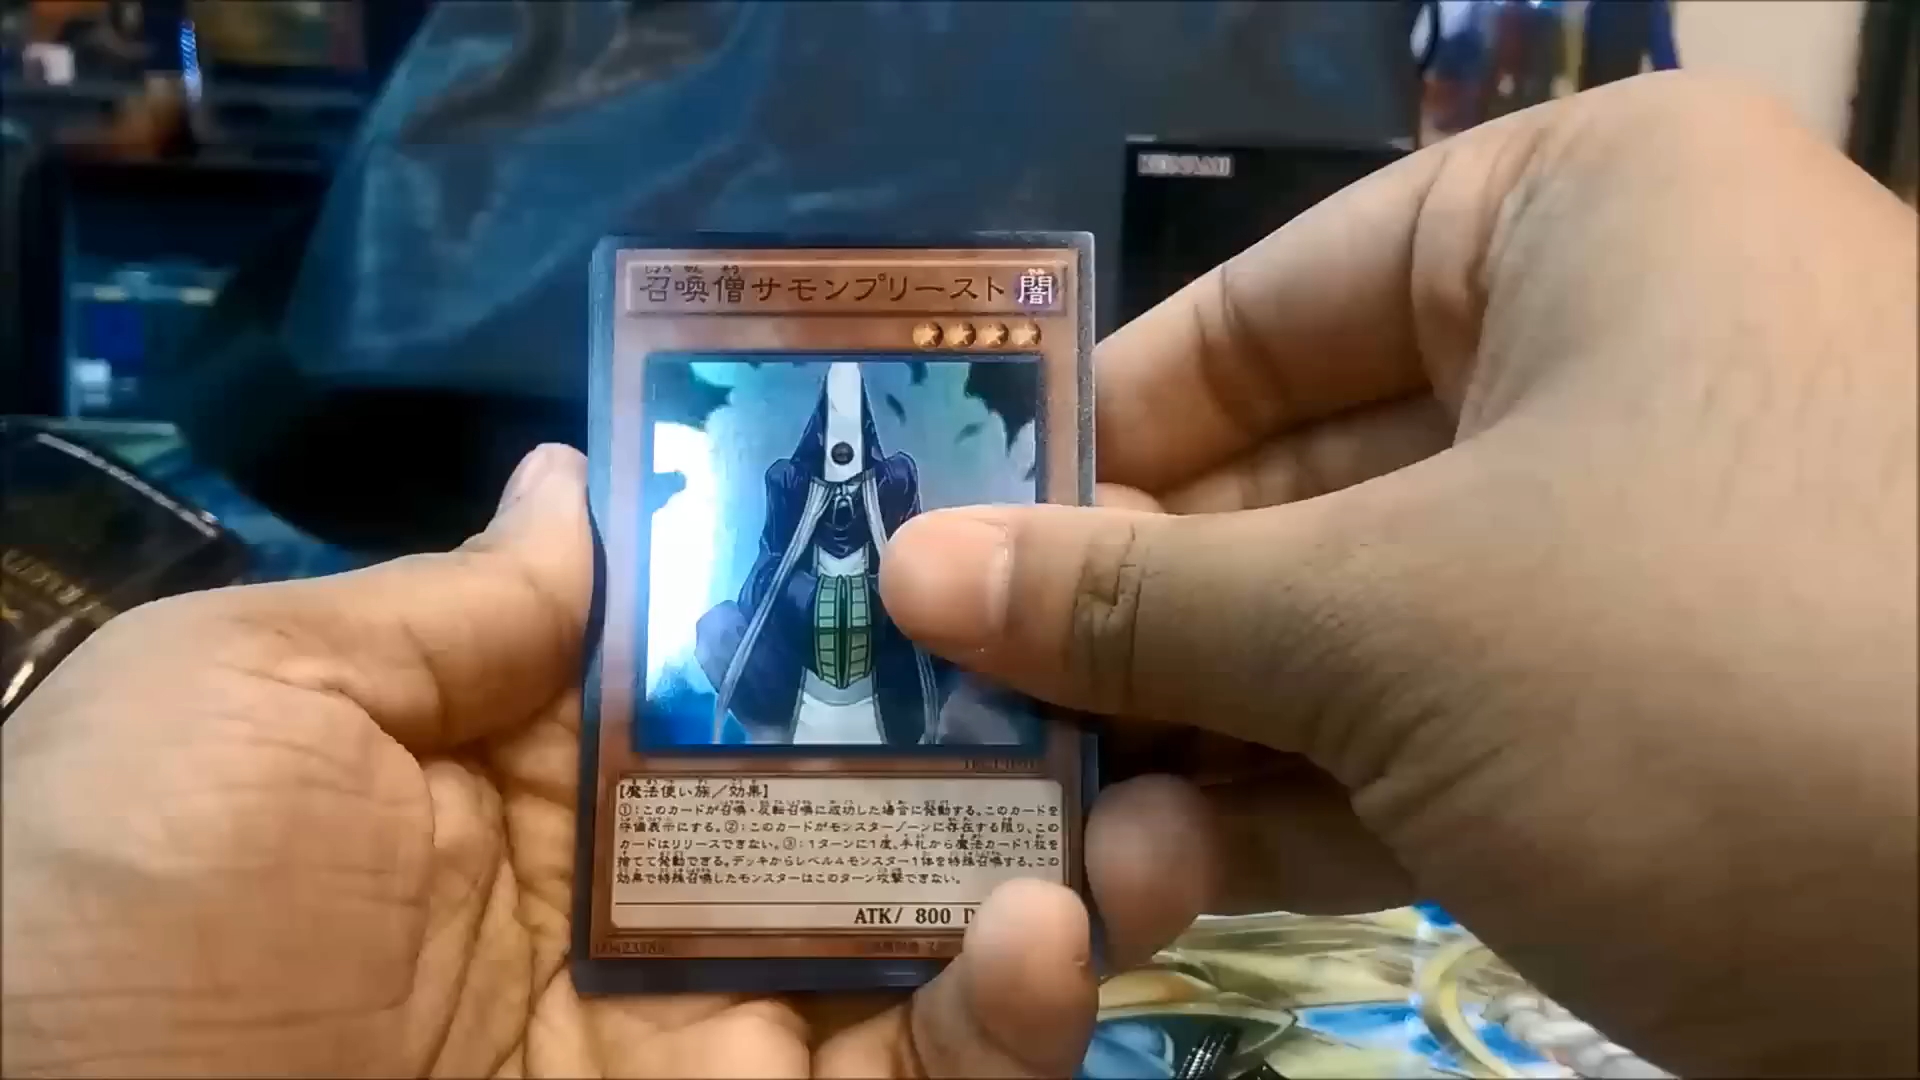 KONAMI
召喚僧サモンプリースト
闇
【魔法使い族／効果】
①：このカードが召喚・反転召喚に成功した場合に発動する。このカードを
守備表示にする。②：このカードがモンスターゾーンに存在する限り、この
カードはリリースできない。③：１ターンに１度、手札から魔法カード１枚を
捨てて発動できる。デッキからレベル４モンスター１体を特殊召喚する。この
効果で特殊召喚したモンスターはこのターン攻撃できない。
ATK/ 800 D